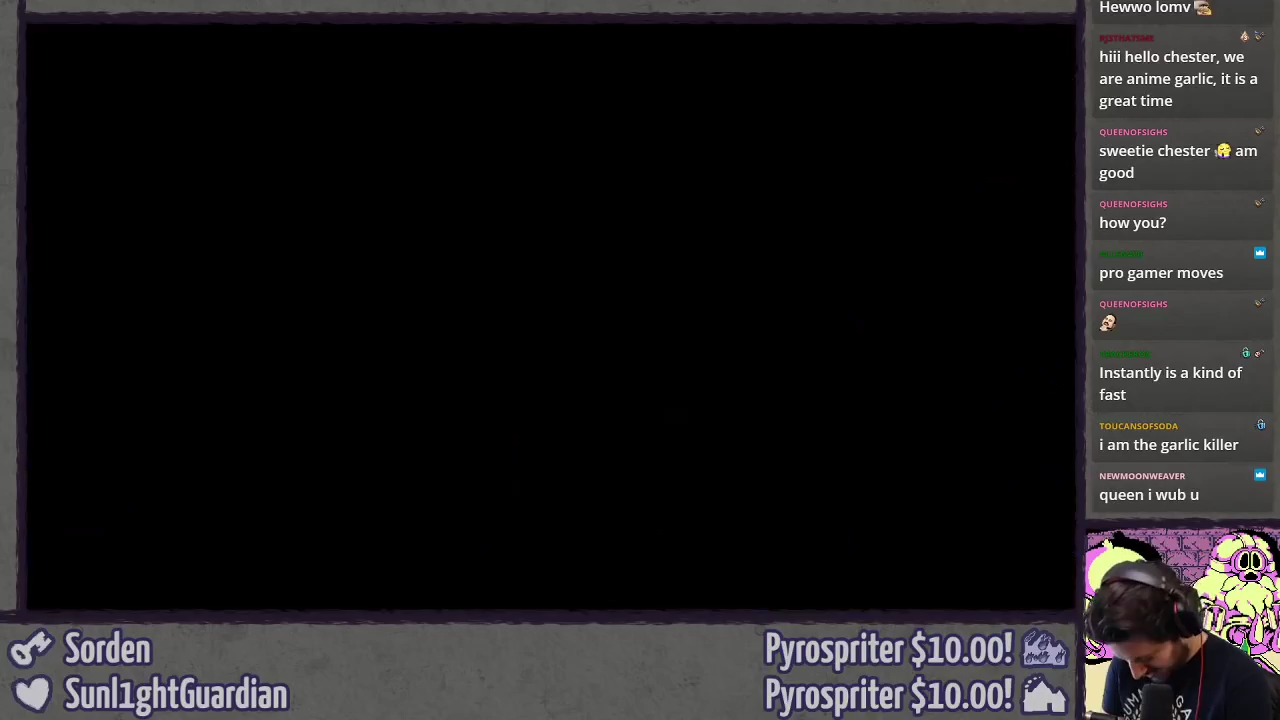 Hewwo lomv
RJSTHATSME
hiii hello chester, we
are anime garlic, it is a
great time
QUEENOFSIGHS
sweetie chester am
good
QUEENOFSIGHS
how you?
pro gamer moves
QUEENOFSIGHS
Instantly is a kind of
fast
TOUCANSOFSODA
i am the garlic killer
NEWMOONWEAVER
queen i wub u
Sorden
Sunl1ghtGuardian
Pyrospriter $10.00!
Pyrospriter $10.00!